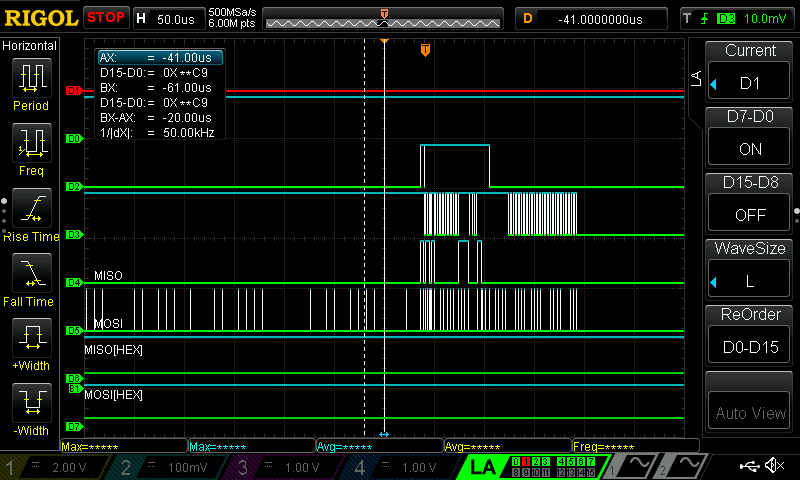 RIGOL STOP H 50.0us 500MSa/s 6.00M pts T D -41.0000000us T D3 10.0mV
Horizontal
Period
Freq
Rise Time
Fall Time
+Width
-Width
T
AX: = -41.00us
D15-D0: = 0X**C9
BX: = -61.00us
D15-D0: = 0X**C9
BX-AX: = -20.00us
1/|dX|: = 50.00kHz
D1
D0
D2
D3
D4 MISO
D5 MOSI
MISO[HEX]
D6
B1 MOSI[HEX]
D7
LA
Current
D1
D7-D0
ON
D15-D8
OFF
WaveSize
L
ReOrder
D0-D15
Auto View
Max=***** Max=***** Avg=***** Avg=***** Freq=*****
1 = 2.00 V 2 = 100mV 3 = 1.00 V 4 = 1.00 V LA 0 1 2 3 4 5 6 7 1 2
8 9 10 11 12 13 14 15